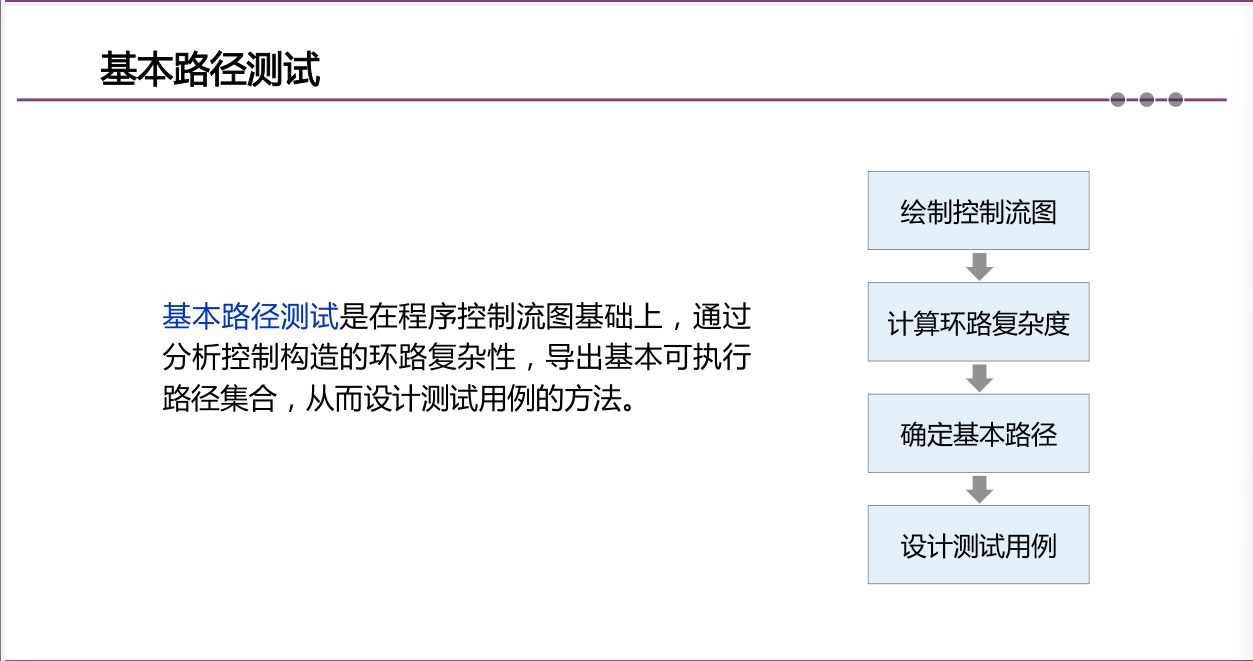 基本路径测试
基本路径测试是在程序控制流图基础上，通过
分析控制构造的环路复杂性，导出基本可执行
路径集合，从而设计测试用例的方法。
绘制控制流图
计算环路复杂度
确定基本路径
设计测试用例